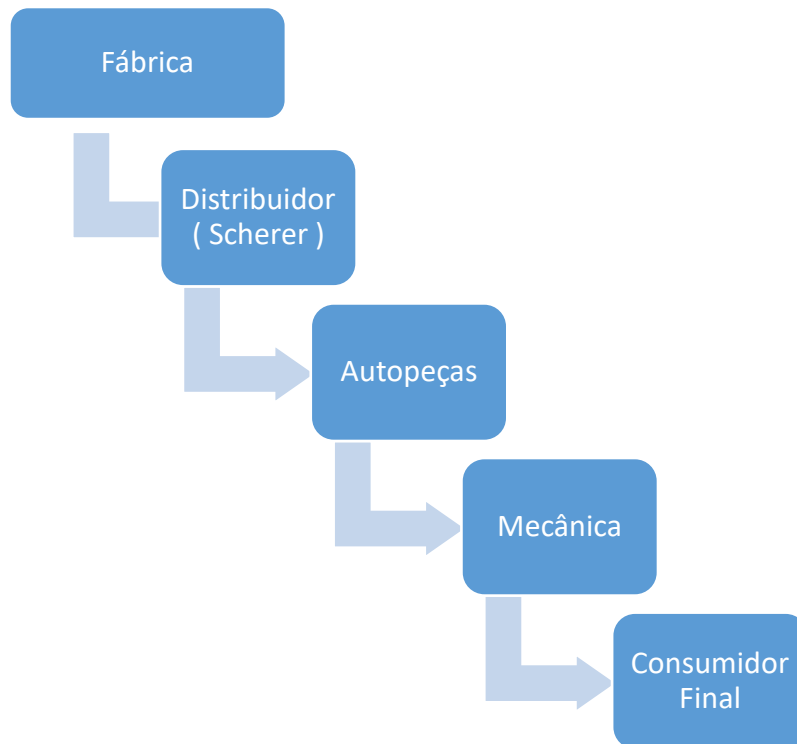 Fábrica
Distribuidor
( Scherer )
Autopeças
Mecânica
Consumidor
Final